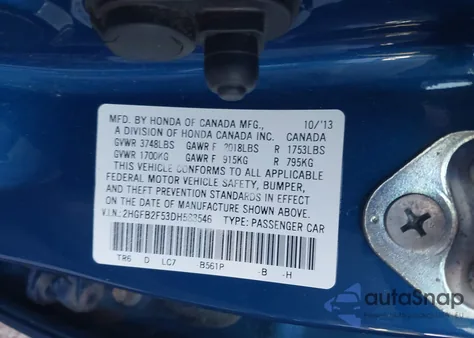 MFD. BY HONDA OF CANADA MFG., 10/'13
A DIVISION OF HONDA CANADA INC. CANADA
GVWR 3748LBS GAWR F 2018LBS R 1753LBS
GVWR 1700KG GAWR F 915KG R 795KG
THIS VEHICLE CONFORMS TO ALL APPLICABLE
FEDERAL MOTOR VEHICLE SAFETY, BUMPER,
AND THEFT PREVENTION STANDARDS IN EFFECT
ON THE DATE OF MANUFACTURE SHOWN ABOVE.
V.I.N.: TYPE: PASSENGER CAR
TR6 D LC7 B561P -B -H
autoSnap